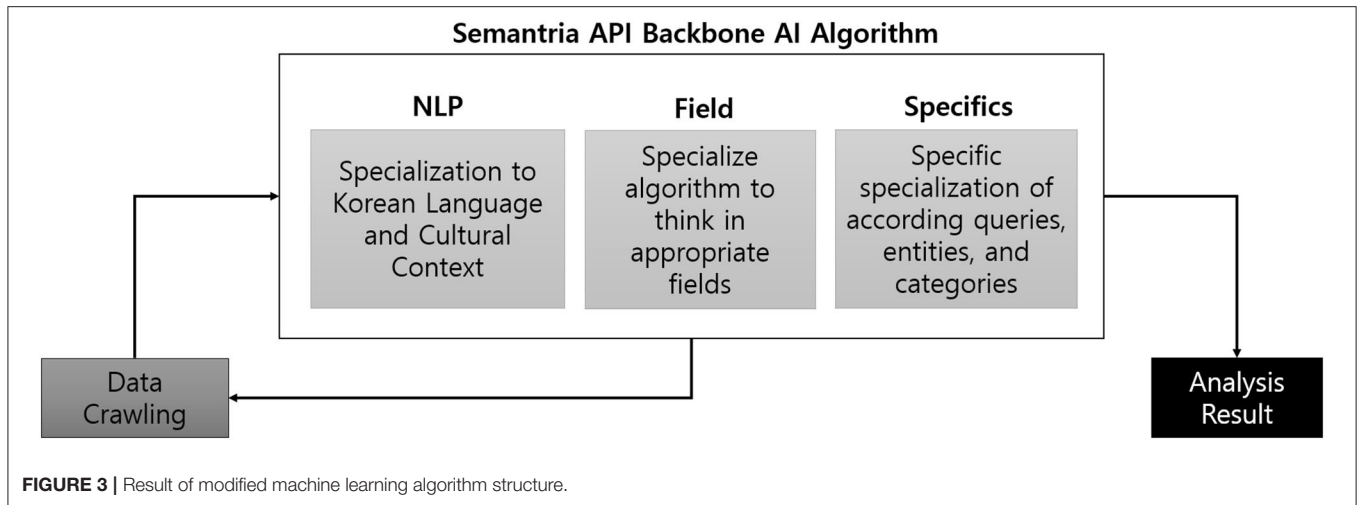 Semantria API Backbone AI Algorithm
NLP
Specialization to
Korean Language
and Cultural
Context
Field
Specialize
algorithm to
think in
appropriate
fields
Specifics
Specific
specialization of
according queries,
entities, and
categories
Data
Crawling
Analysis
Result
FIGURE 3 | Result of modified machine learning algorithm structure.